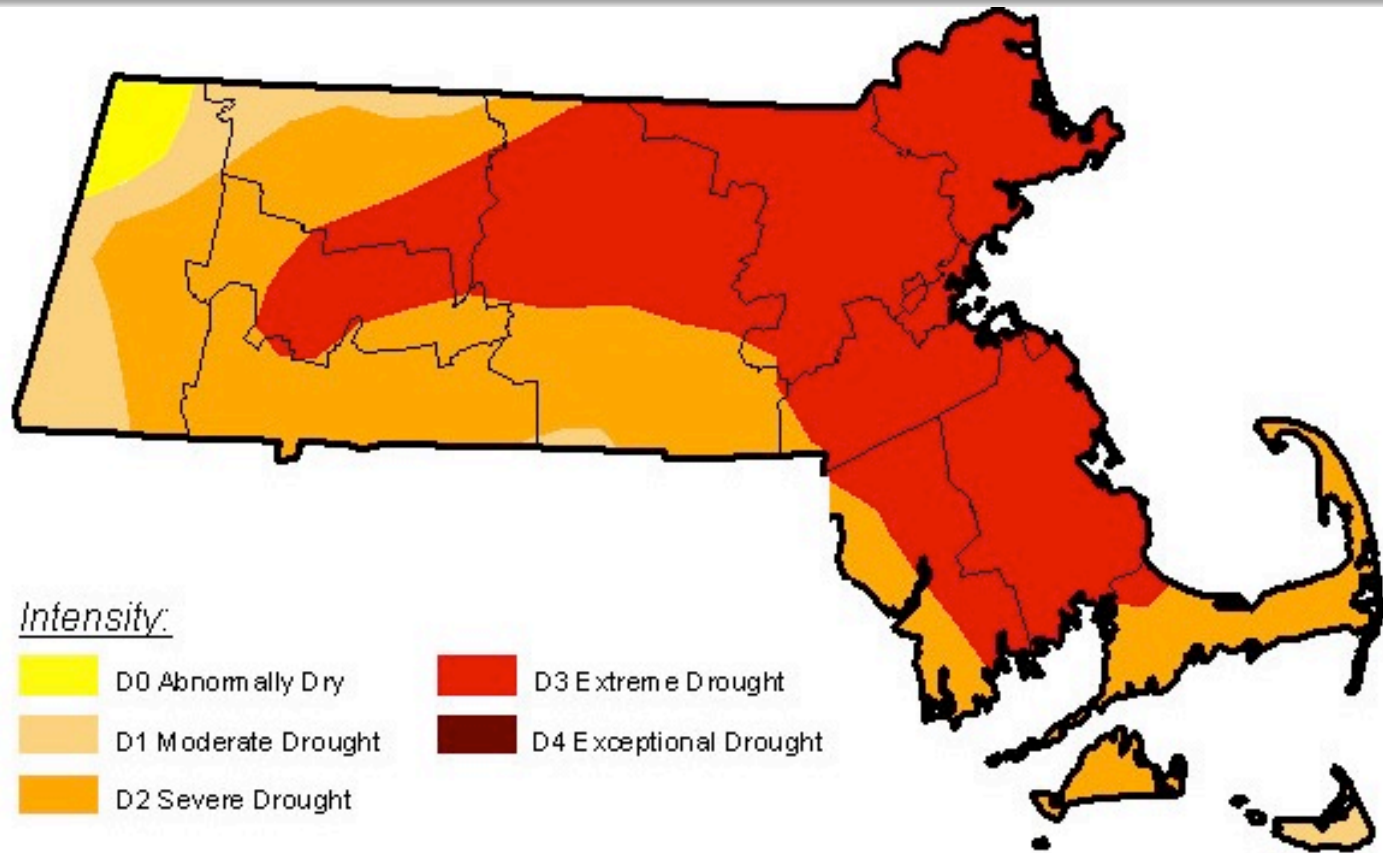 Intensity:
D0 Abnormally Dry
D1 Moderate Drought
D2 Severe Drought
D3 Extreme Drought
D4 Exceptional Drought